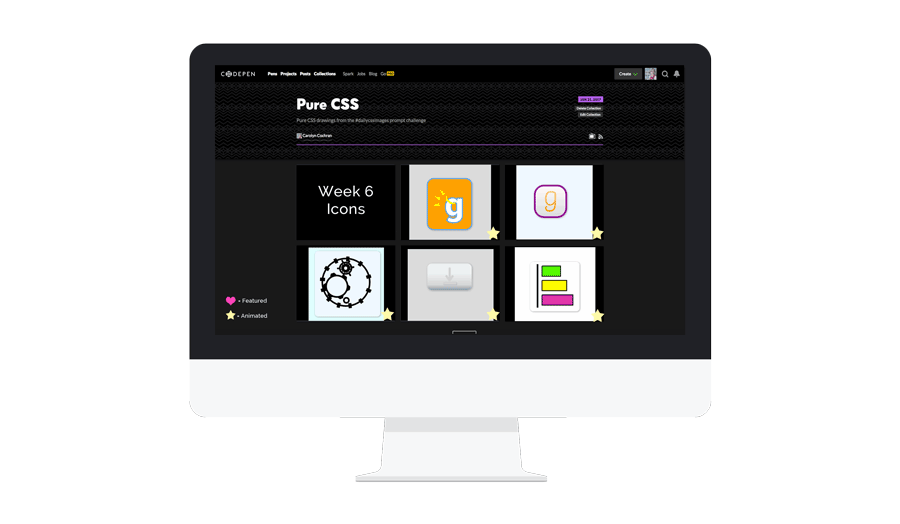 CODEPEN Pens Projects Posts Collections Spark Jobs Blog Go PRO Create
Pure CSS
JAN 21, 2017
Pure CSS drawings from the #dailycssimages prompt challenge
Delete Collection
Edit Collection
Carolyn Cochran
Week 6
Icons
g
g
= Featured
= Animated